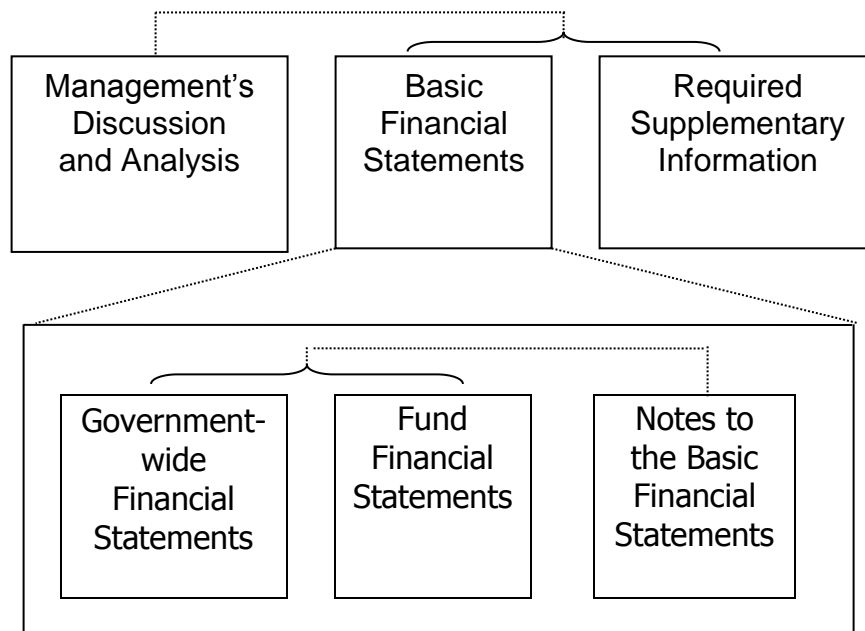 Management’s
Discussion
and Analysis
Basic
Financial
Statements
Required
Supplementary
Information
Government-
wide
Financial
Statements
Fund
Financial
Statements
Notes to
the Basic
Financial
Statements